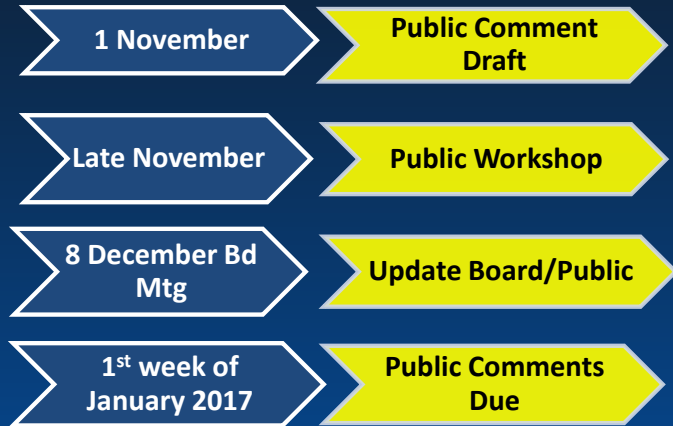 1 November
Public Comment
Draft
Late November
Public Workshop
8 December Bd
Mtg
Update Board/Public
1st week of
January 2017
Public Comments
Due